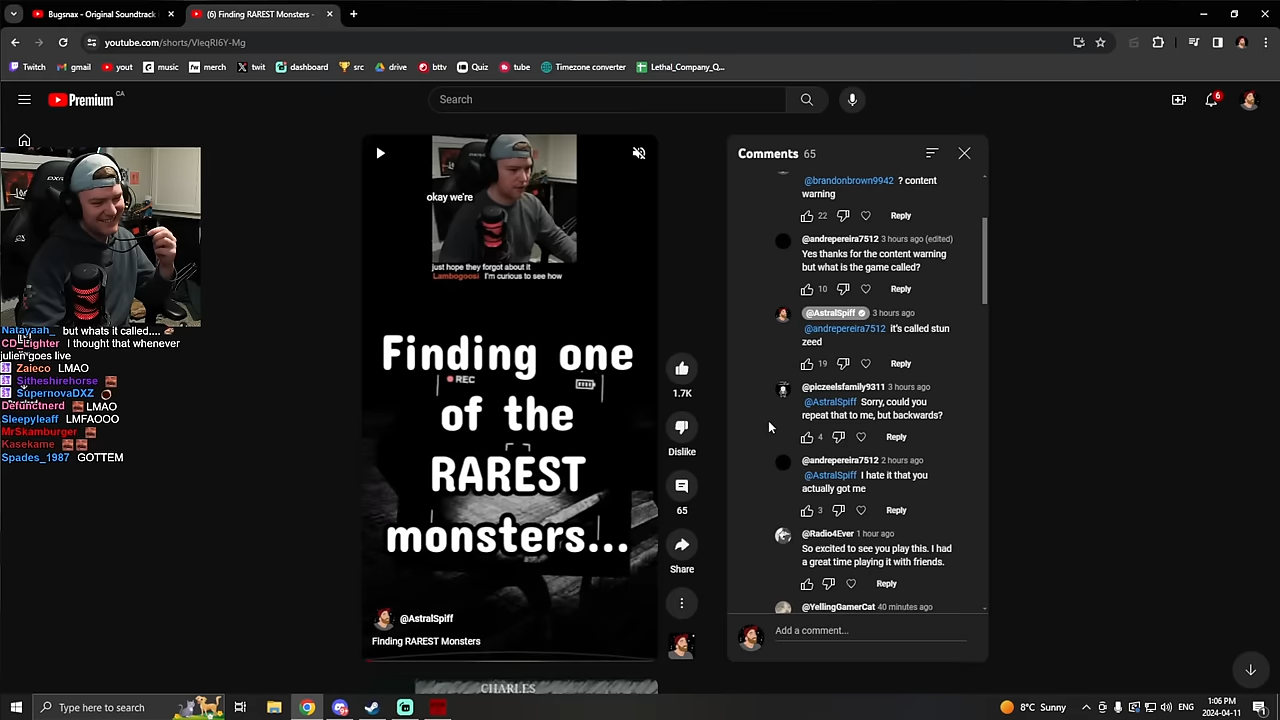 Bugsnax - Original Soundtrack
(6) Finding RAREST Monsters -
youtube.com/shorts/VleqRI6Y-Mg
Twitch
gmail
yout
music
merch
twit
dashboard
src
drive
bttv
Quiz
tube
Timezone converter
Lethal_Company_Q...
Premium CA
Search
6
okay we're
just hope they forgot about it
Lambogoosi I'm curious to see how
Finding one
of the
REC
RAREST
monsters...
@AstralSpiff
Finding RAREST Monsters
CHARLES
1.7K
Dislike
65
Share
Natayaah_ but whats it called....
CD_Lighter I thought that whenever
julien goes live
Zaieco LMAO
Sitheshirehorse
SupernovaDXZ
Defunctnerd LMAO
Sleepyleaff LMFAOOO
MrSkamburger
Kasekame
Spades_1987 GOTTEM
Comments 65
@brandonbrown9942 ? content
warning
22 Reply
@andrepereira7512 3 hours ago (edited)
Yes thanks for the content warning
but what is the game called?
10 Reply
@AstralSpiff 3 hours ago
@andrepereira7512 it's called stun
zeed
19 Reply
@piczeelsfamily9311 3 hours ago
@AstralSpiff Sorry, could you
repeat that to me, but backwards?
4 Reply
@andrepereira7512 2 hours ago
@AstralSpiff I hate it that you
actually got me
3 Reply
@Radio4Ever 1 hour ago
So excited to see you play this. I had
a great time playing it with friends.
Reply
@YellingGamerCat 40 minutes ago
Add a comment...
Type here to search
8°C Sunny
ENG
1:06 PM
2024-04-11